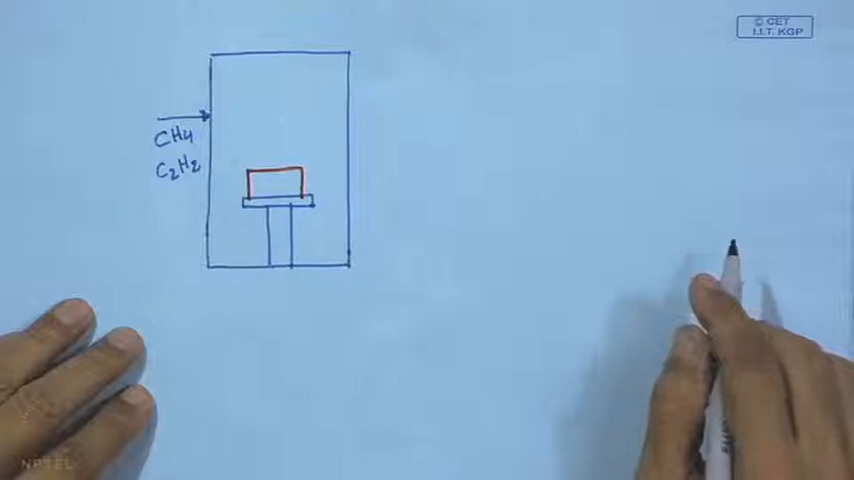 © CET
I.I.T. KGP
CH4
C2H2
NPTEL